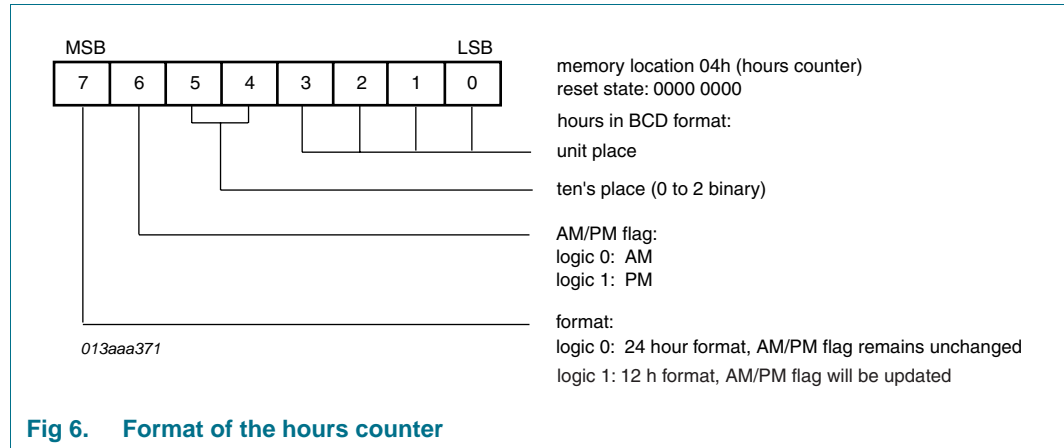 MSB LSB
7 6 5 4 3 2 1 0
memory location 04h (hours counter)
reset state: 0000 0000
hours in BCD format:
unit place
ten's place (0 to 2 binary)
AM/PM flag:
logic 0: AM
logic 1: PM
format:
013aaa371
logic 0: 24 hour format, AM/PM flag remains unchanged
logic 1: 12 h format, AM/PM flag will be updated
Fig 6. Format of the hours counter